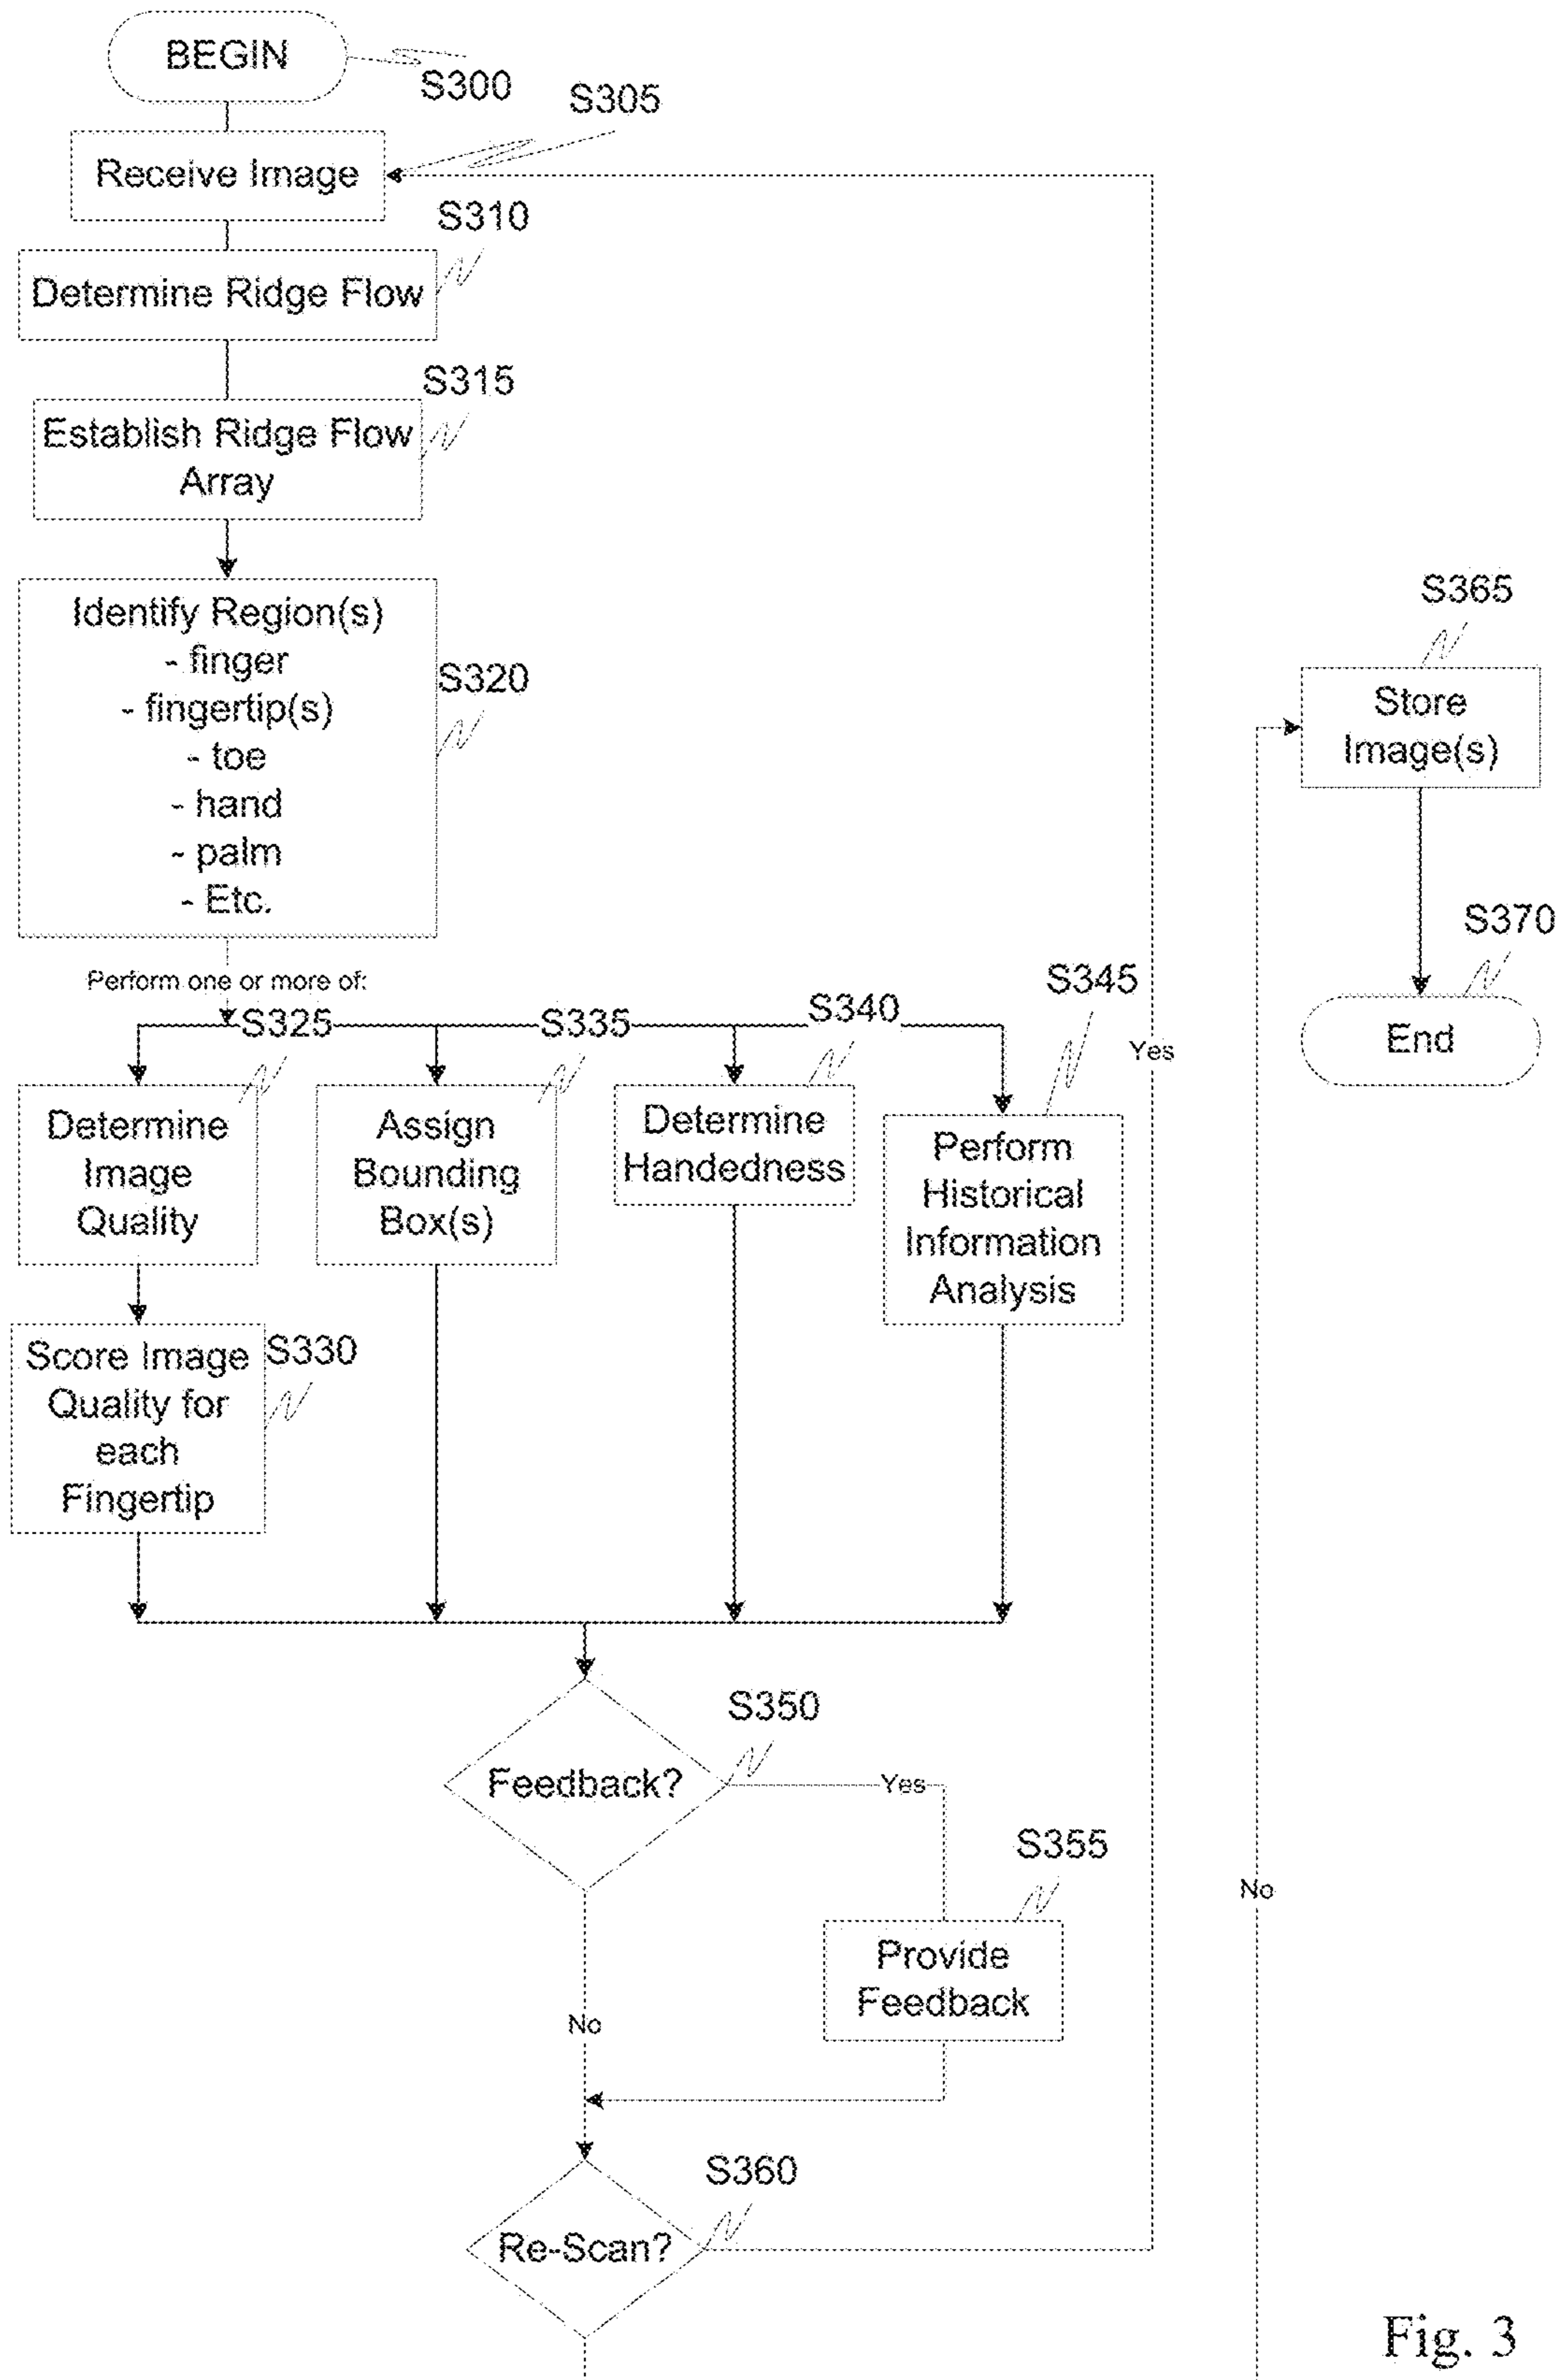 BEGIN
S300
S305
Receive Image
S310
Determine Ridge Flow
S315
Establish Ridge Flow
Array
Identify Region(s)
- finger
- fingertip(s)
- toe
- hand
- palm
- Etc.
S320
S365
Store
Image(s)
S370
End
Perform one or more of:
S325
S335
S340
S345
Yes
Determine
Image
Quality
Assign
Bounding
Box(s)
Determine
Handedness
Perform
Historical
Information
Analysis
Score Image
Quality for
each
Fingertip
S330
Feedback?
S350
Yes
S355
Provide
Feedback
No
No
S360
Re-Scan?
Fig. 3